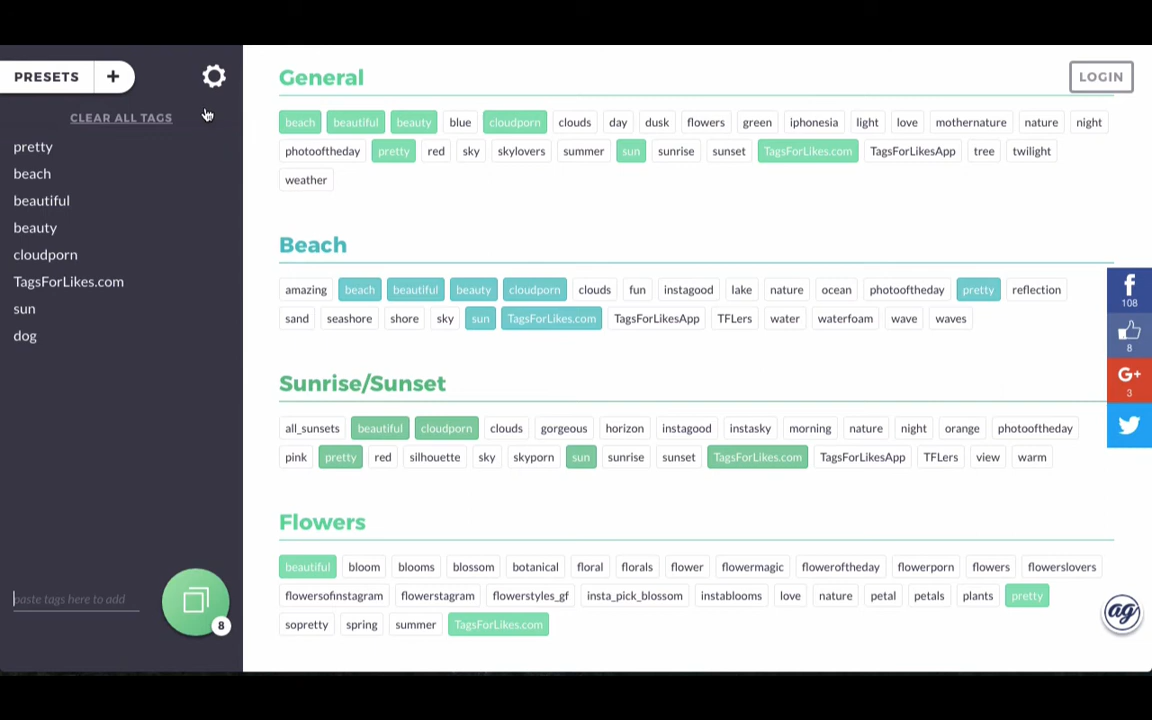 PRESETS +
CLEAR ALL TAGS
pretty
beach
beautiful
beauty
cloudporn
TagsForLikes.com
sun
dog
paste tags here to add
8
LOGIN
General
beach beautiful beauty blue cloudporn clouds day dusk flowers green iphonesia light love mothernature nature night
photooftheday pretty red sky skylovers summer sun sunrise sunset TagsForLikes.com TagsForLikesApp tree twilight
weather
Beach
amazing beach beautiful beauty cloudporn clouds fun instagood lake nature ocean photooftheday pretty reflection
sand seashore shore sky sun TagsForLikes.com TagsForLikesApp TFLers water waterfoam wave waves
Sunrise/Sunset
all_sunsets beautiful cloudporn clouds gorgeous horizon instagood instasky morning nature night orange photooftheday
pink pretty red silhouette sky skyporn sun sunrise sunset TagsForLikes.com TagsForLikesApp TFLers view warm
Flowers
beautiful bloom blooms blossom botanical floral florals flower flowermagic floweroftheday flowerporn flowers flowerslovers
flowersofinstagram flowerstagram flowerstyles_gf insta_pick_blossom instablooms love nature petal petals plants pretty
sopretty spring summer TagsForLikes.com
f
108
8
G+
3
ag